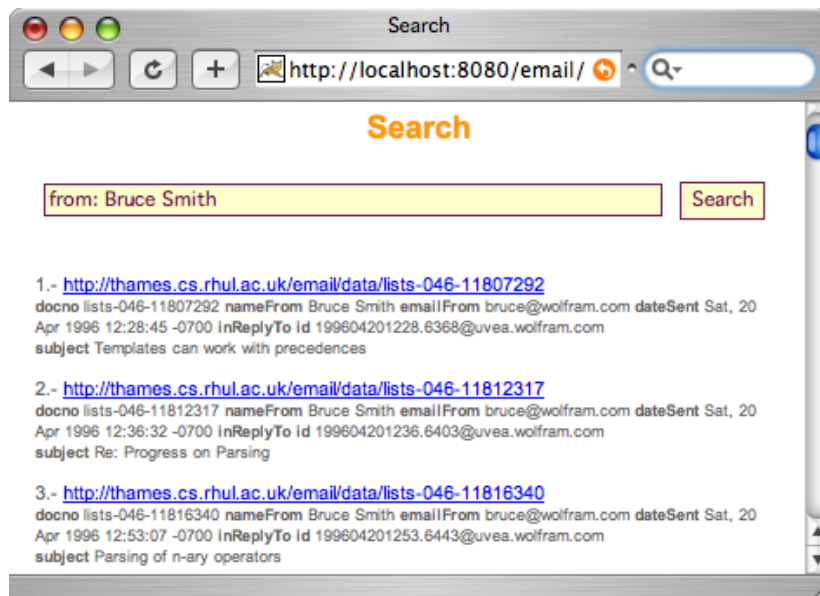 Search
http://localhost:8080/email/
Search
from: Bruce Smith Search
1.- http://thames.cs.rhul.ac.uk/email/data/lists-046-11807292
docno lists-046-11807292 nameFrom Bruce Smith emailFrom bruce@wolfram.com dateSent Sat, 20
Apr 1996 12:28:45 -0700 inReplyTo id 199604201228.6368@uvea.wolfram.com
subject Templates can work with precedences
2.- http://thames.cs.rhul.ac.uk/email/data/lists-046-11812317
docno lists-046-11812317 nameFrom Bruce Smith emailFrom bruce@wolfram.com dateSent Sat, 20
Apr 1996 12:36:32 -0700 inReplyTo id 199604201236.6403@uvea.wolfram.com
subject Re: Progress on Parsing
3.- http://thames.cs.rhul.ac.uk/email/data/lists-046-11816340
docno lists-046-11816340 nameFrom Bruce Smith emailFrom bruce@wolfram.com dateSent Sat, 20
Apr 1996 12:53:07 -0700 inReplyTo id 199604201253.6443@uvea.wolfram.com
subject Parsing of n-ary operators